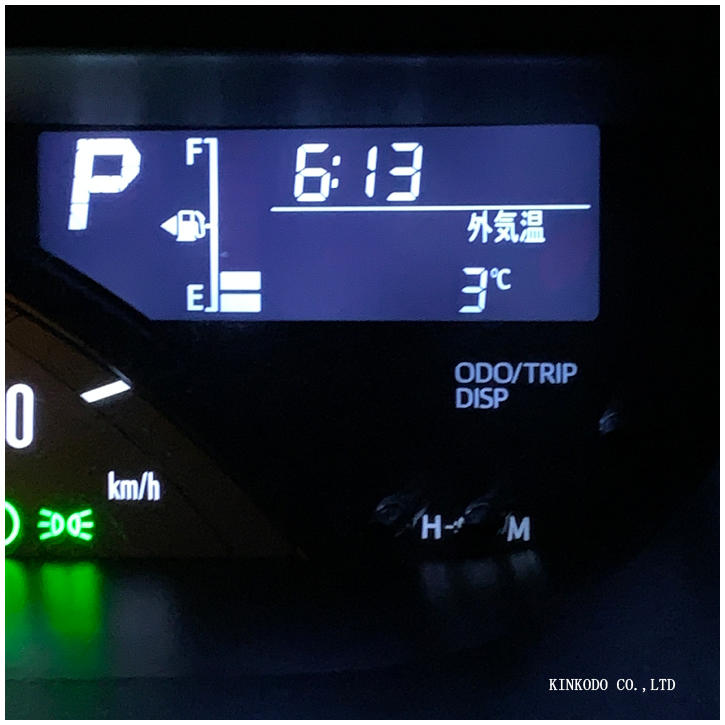 P
F
6:13
外気温
E
3℃
ODO/TRIP
DISP
0
km/h
H
M
KINKODO CO.,LTD